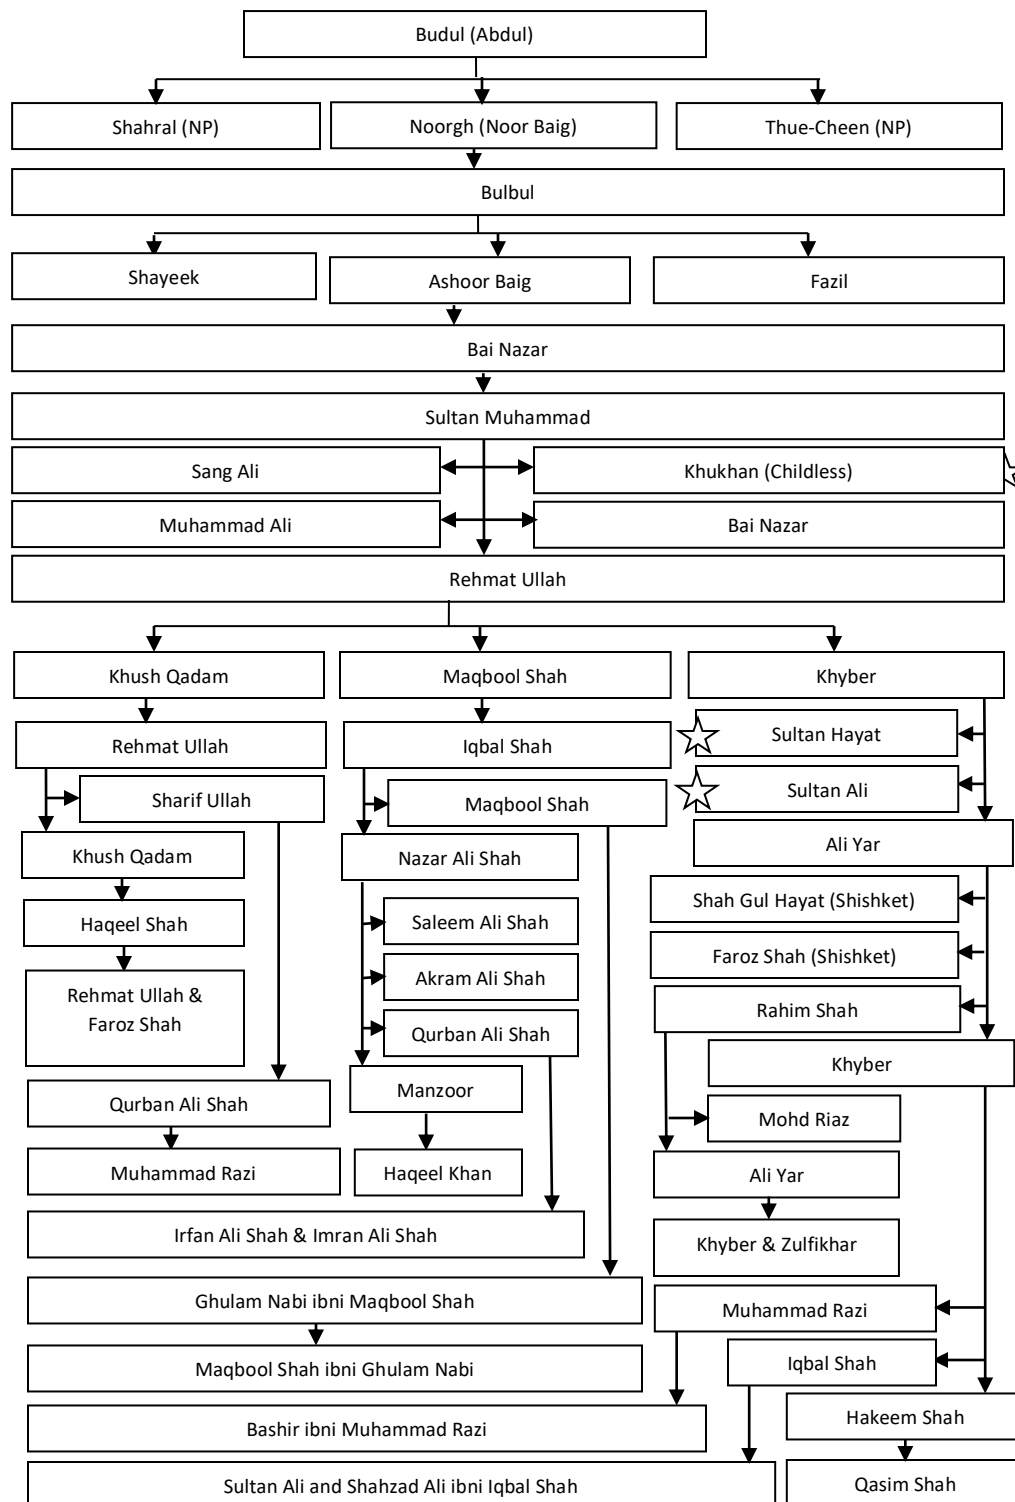 Budul (Abdul)
Shahral (NP)
Noorgh (Noor Baig)
Thue-Cheen (NP)
Bulbul
Shayeek
Ashoor Baig
Fazil
Bai Nazar
Sultan Muhammad
Sang Ali
Khukhan (Childless)
Muhammad Ali
Bai Nazar
Rehmat Ullah
Khush Qadam
Maqbool Shah
Khyber
Rehmat Ullah
Iqbal Shah
Sultan Hayat
Sharif Ullah
Maqbool Shah
Sultan Ali
Khush Qadam
Nazar Ali Shah
Ali Yar
Haqeel Shah
Saleem Ali Shah
Shah Gul Hayat (Shishket)
Rehmat Ullah &
Faroz Shah
Akram Ali Shah
Faroz Shah (Shishket)
Qurban Ali Shah
Rahim Shah
Khyber
Qurban Ali Shah
Manzoor
Mohd Riaz
Muhammad Razi
Haqeel Khan
Ali Yar
Irfan Ali Shah & Imran Ali Shah
Khyber & Zulfikhar
Ghulam Nabi ibni Maqbool Shah
Muhammad Razi
Maqbool Shah ibni Ghulam Nabi
Iqbal Shah
Bashir ibni Muhammad Razi
Hakeem Shah
Sultan Ali and Shahzad Ali ibni Iqbal Shah
Qasim Shah